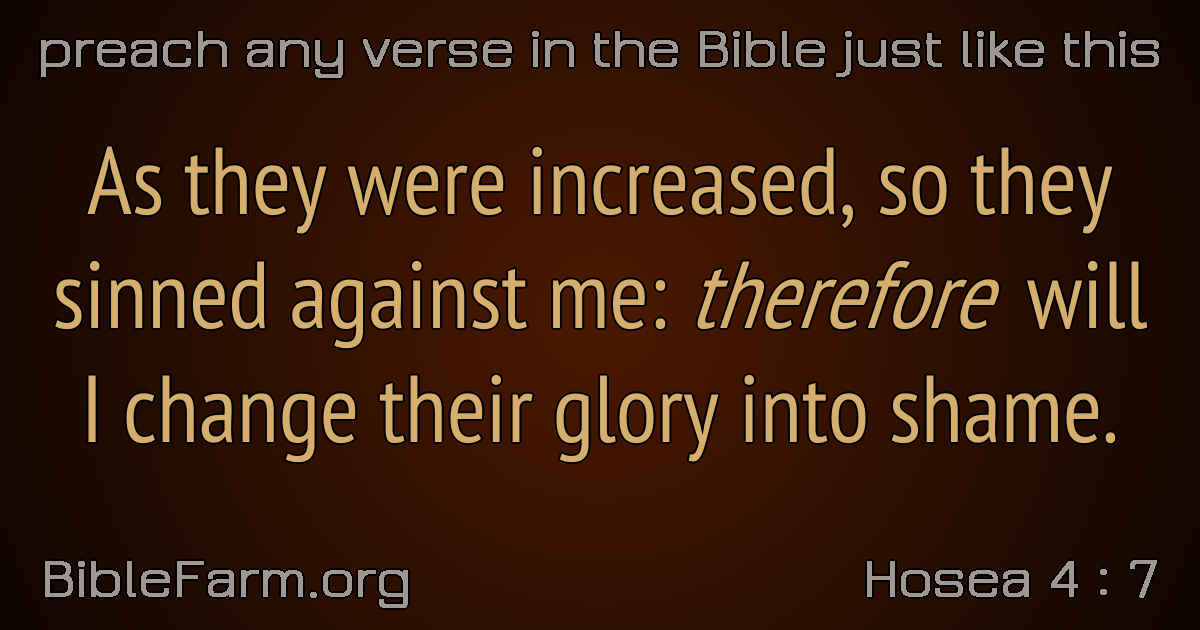 preach any verse in the Bible just like this
As they were increased, so they
sinned against me: therefore will
I change their glory into shame.
BibleFarm.org
Hosea 4 : 7